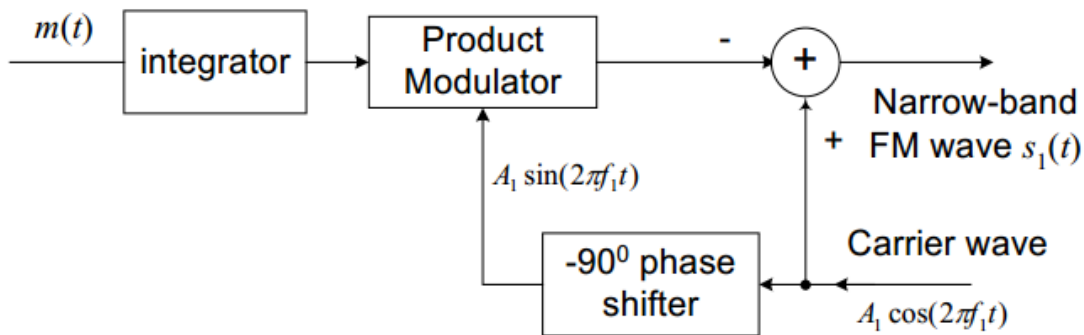 m(t)
integrator
Product
Modulator
-
+
Narrow-band
FM wave s₁(t)
+
A₁ sin(2πf₁t)
-90⁰ phase
shifter
Carrier wave
A₁ cos(2πf₁t)